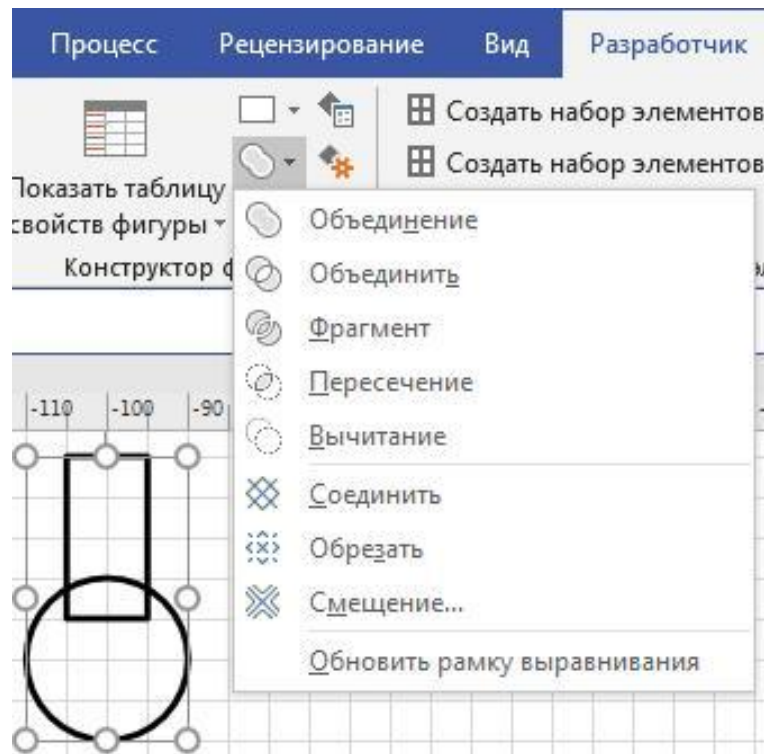 Процесс Рецензирование Вид Разработчик
Создать набор элементов
Создать набор элементов
Показать таблицу
свойств фигуры
Конструктор
Объединение
Объединить
Фрагмент
Пересечение
Вычитание
Соединить
Обрезать
Смещение...
Обновить рамку выравнивания
-110 -100 -90